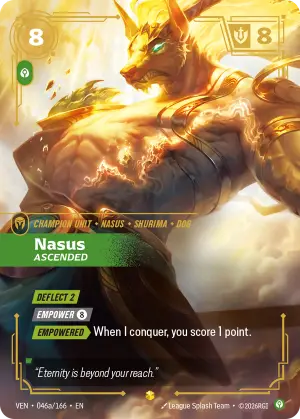 8
8
CHAMPION UNIT • NASUS • SHURIMA • DOG
Nasus
ASCENDED
DEFLECT 2
EMPOWER 8
EMPOWERED When I conquer, you score 1 point.
"Eternity is beyond your reach."
VEN • 046a/166 • EN
League Splash Team • ©2026RGI